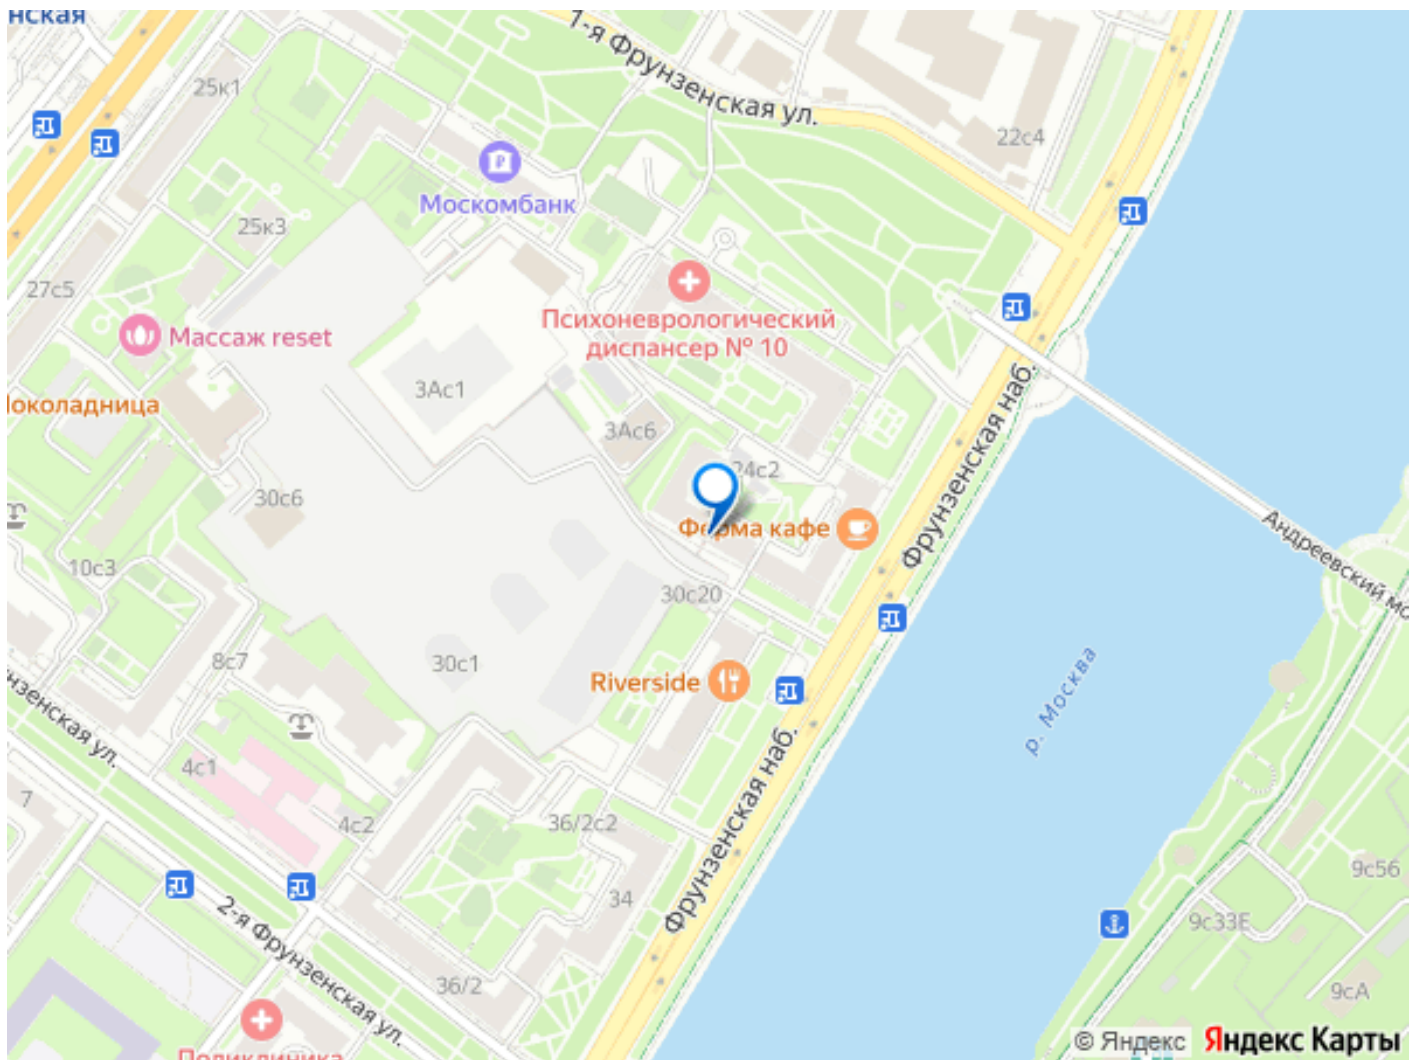 нская
1-я Фрунзенская ул.
25к1
22с4
Москомбанк
25к3
27с5
Психоневрологический
диспансер № 10
Массаж reset
3Ас1
Фрунзенская наб.
околадница
3Ас6
24с2
30с6
Ферма кафе
Андреевский мо
10с3
30с20
8с7
30с1
Riverside
р. Москва
нзенская ул.
4с1
Фрунзенская наб.
7
4с2
36/2с2
9с56
34
9с33Е
2-я Фрунзенская ул.
36/2
9сА
Поликлиника
© Яндекс Яндекс Карты